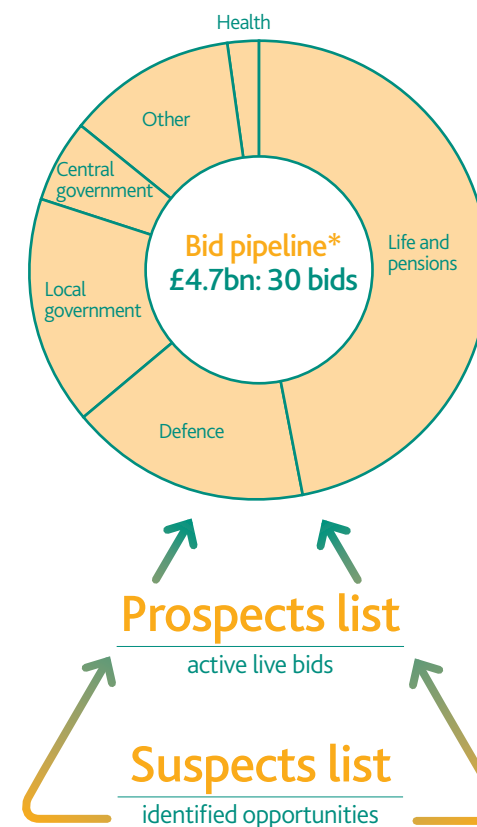 Health
Other
Central
government
Life and
pensions
Bid pipeline*
£4.7bn: 30 bids
Local
government
Defence
Prospects list
active live bids
Suspects list
identified opportunities